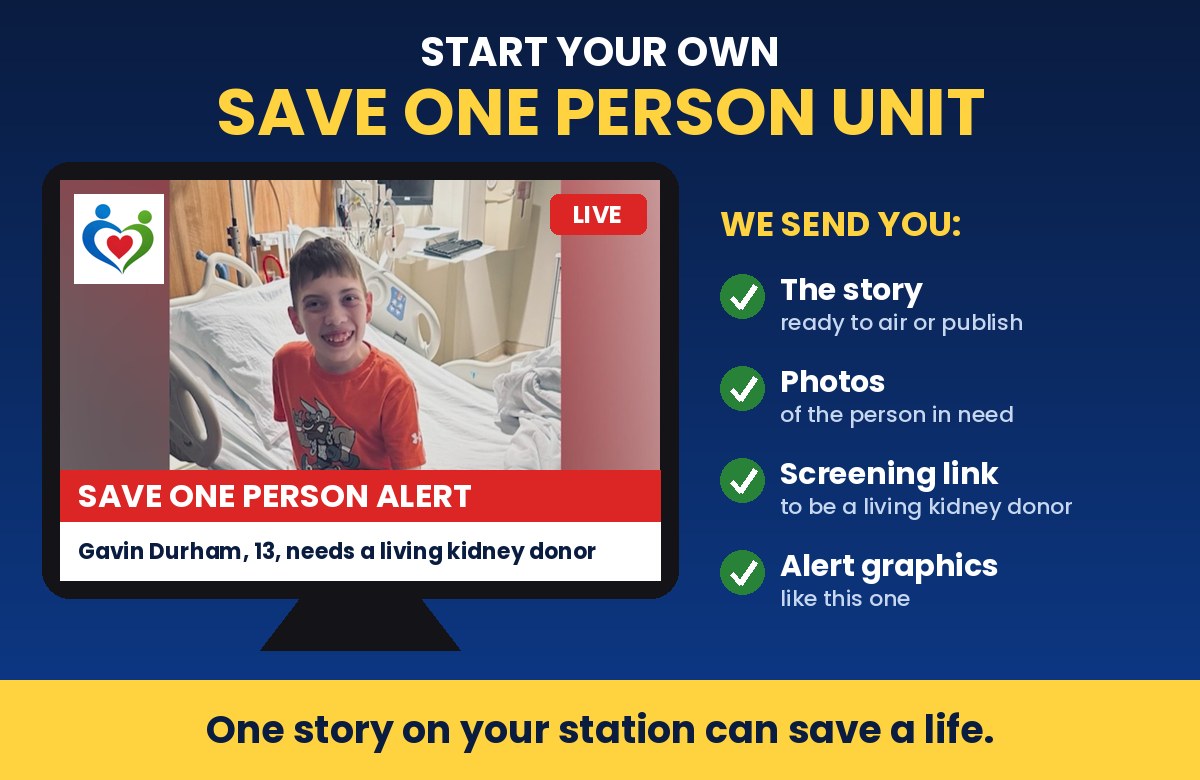 START YOUR OWN
SAVE ONE PERSON UNIT
LIVE
SAVE ONE PERSON ALERT
Gavin Durham, 13, needs a living kidney donor
WE SEND YOU:
The story
ready to air or publish
Photos
of the person in need
Screening link
to be a living kidney donor
Alert graphics
like this one
One story on your station can save a life.